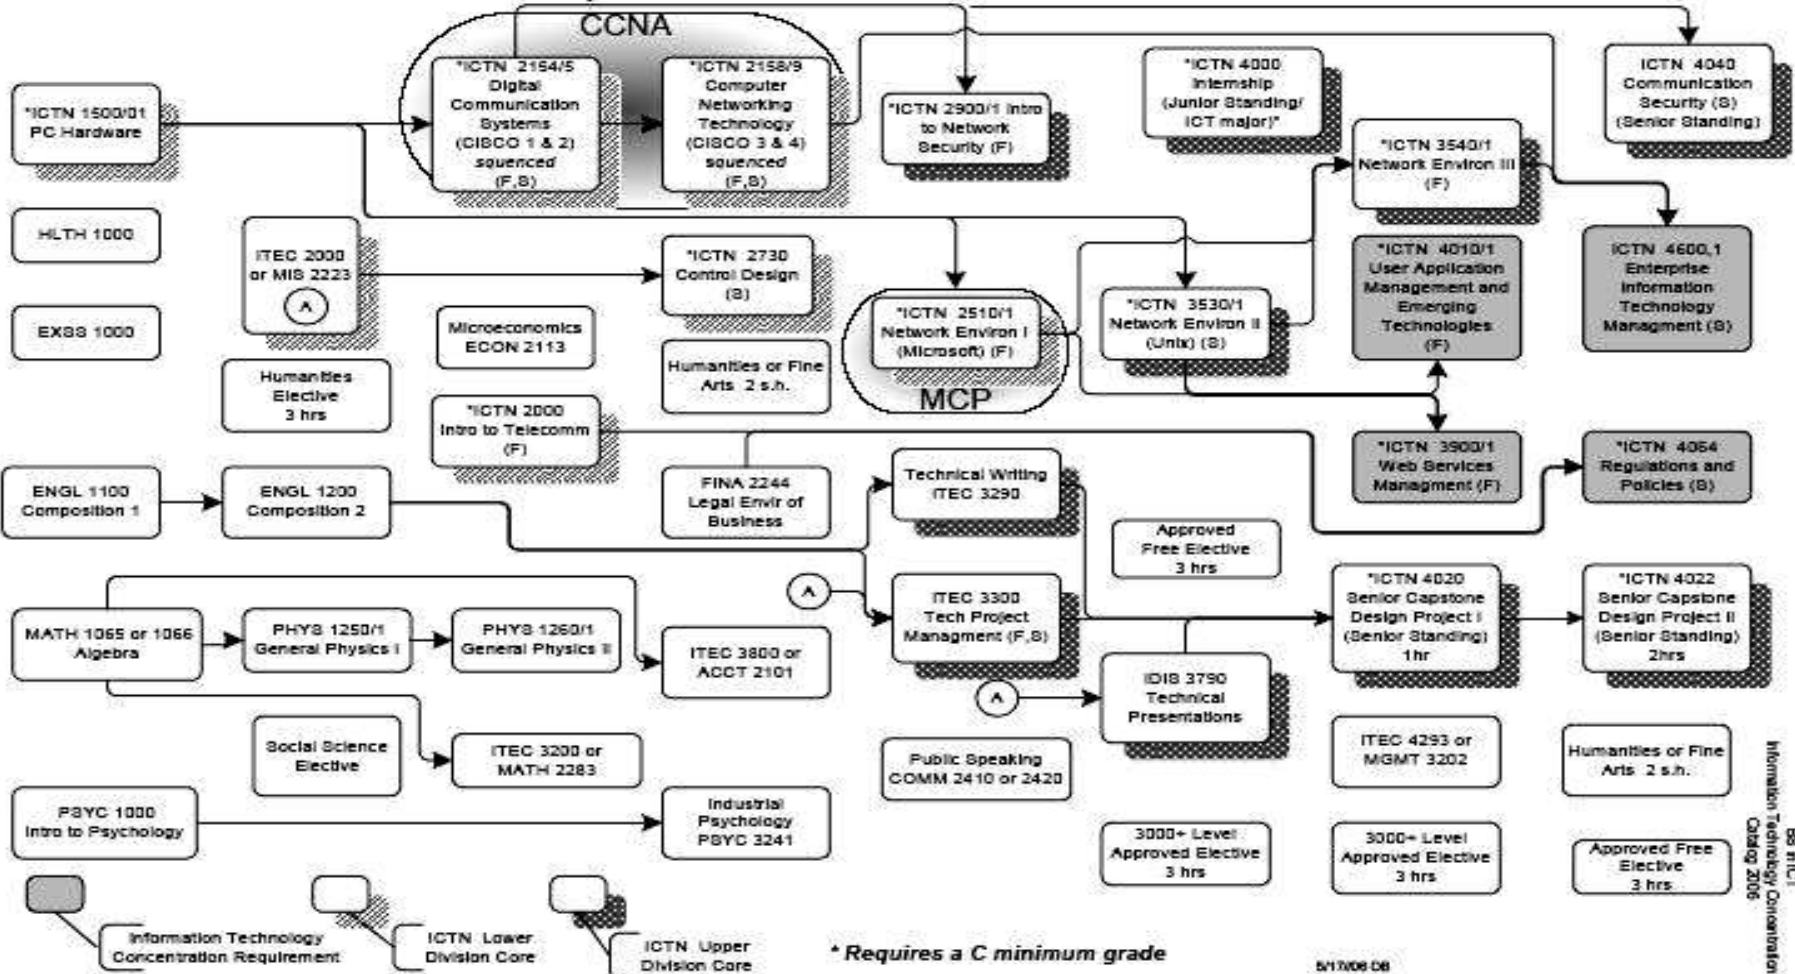 CCNA
*ICTN 1500/01
PC Hardware
*ICTN 2154/5
Digital
Communication
Systems
(CISCO 1 & 2)
squenced
(F,S)
*ICTN 2158/9
Computer
Networking
Technology
(CISCO 3 & 4)
squenced
(F,S)
*ICTN 2900/1 Intro
to Network
Security (F)
*ICTN 4000
Internship
(Junior Standing/
ICT major)*
*ICTN 3540/1
Network Environ III
(F)
ICTN 4040
Communication
Security (S)
(Senior Standing)
HLTH 1000
ITEC 2000
or MIS 2223
A
*ICTN 2730
Control Design
(S)
*ICTN 4010/1
User Application
Management and
Emerging
Technologies
(F)
ICTN 4600,1
Enterprise
Information
Technology
Managment (S)
EXSS 1000
Microeconomics
ECON 2113
*ICTN 2510/1
Network Environ I
(Microsoft) (F)
MCP
*ICTN 3530/1
Network Environ II
(Unix) (S)
Humanities
Elective
3 hrs
Humanities or Fine
Arts 2 s.h.
*ICTN 2000
Intro to Telecomm
(F)
*ICTN 3900/1
Web Services
Managment (F)
*ICTN 4064
Regulations and
Policies (S)
ENGL 1100
Composition 1
ENGL 1200
Composition 2
FINA 2244
Legal Envir of
Business
Technical Writing
ITEC 3290
Approved
Free Elective
3 hrs
MATH 1065 or 1066
Algebra
PHYS 1250/1
General Physics I
PHYS 1260/1
General Physics II
ITEC 3800 or
ACCT 2101
A
ITEC 3300
Tech Project
Managment (F,S)
*ICTN 4020
Senior Capstone
Design Project I
(Senior Standing)
1hr
*ICTN 4022
Senior Capstone
Design Project II
(Senior Standing)
2hrs
A
IDIS 3790
Technical
Presentations
Social Science
Elective
ITEC 3200 or
MATH 2283
Public Speaking
COMM 2410 or 2420
ITEC 4293 or
MGMT 3202
Humanities or Fine
Arts 2 s.h.
PSYC 1000
Intro to Psychology
Industrial
Psychology
PSYC 3241
3000+ Level
Approved Elective
3 hrs
3000+ Level
Approved Elective
3 hrs
Approved Free
Elective
3 hrs
BS in ICT
Information Technology Concentration
Catalog 2006
Information Technology
Concentration Requirement
ICTN Lower
Division Core
ICTN Upper
Division Core
* Requires a C minimum grade
5/17/06 DB